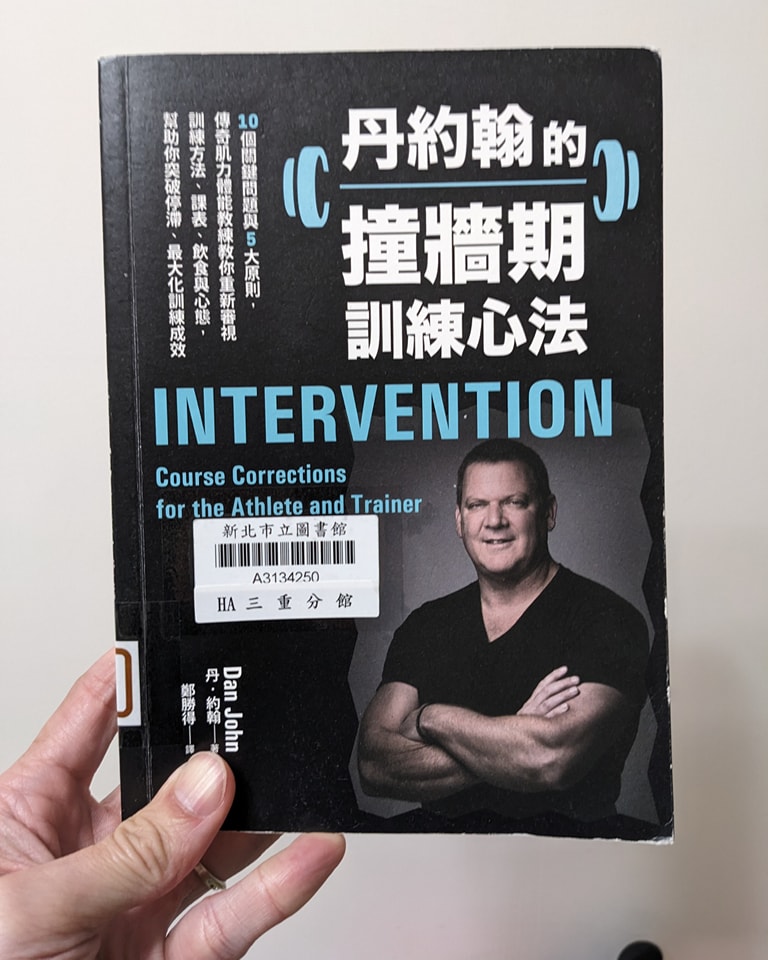 丹約翰的
撞牆期
訓練心法
10個關鍵問題與5大原則，
傳奇肌力體能教練教你重新審視
訓練方法、課表、飲食與心態，
幫助你突破停滯、最大化訓練成效
INTERVENTION
Course Corrections
for the Athlete and Trainer
新北市立圖書館
A3134250
HA 三重分館
Dan John
丹・約翰——著
鄭勝得——譯